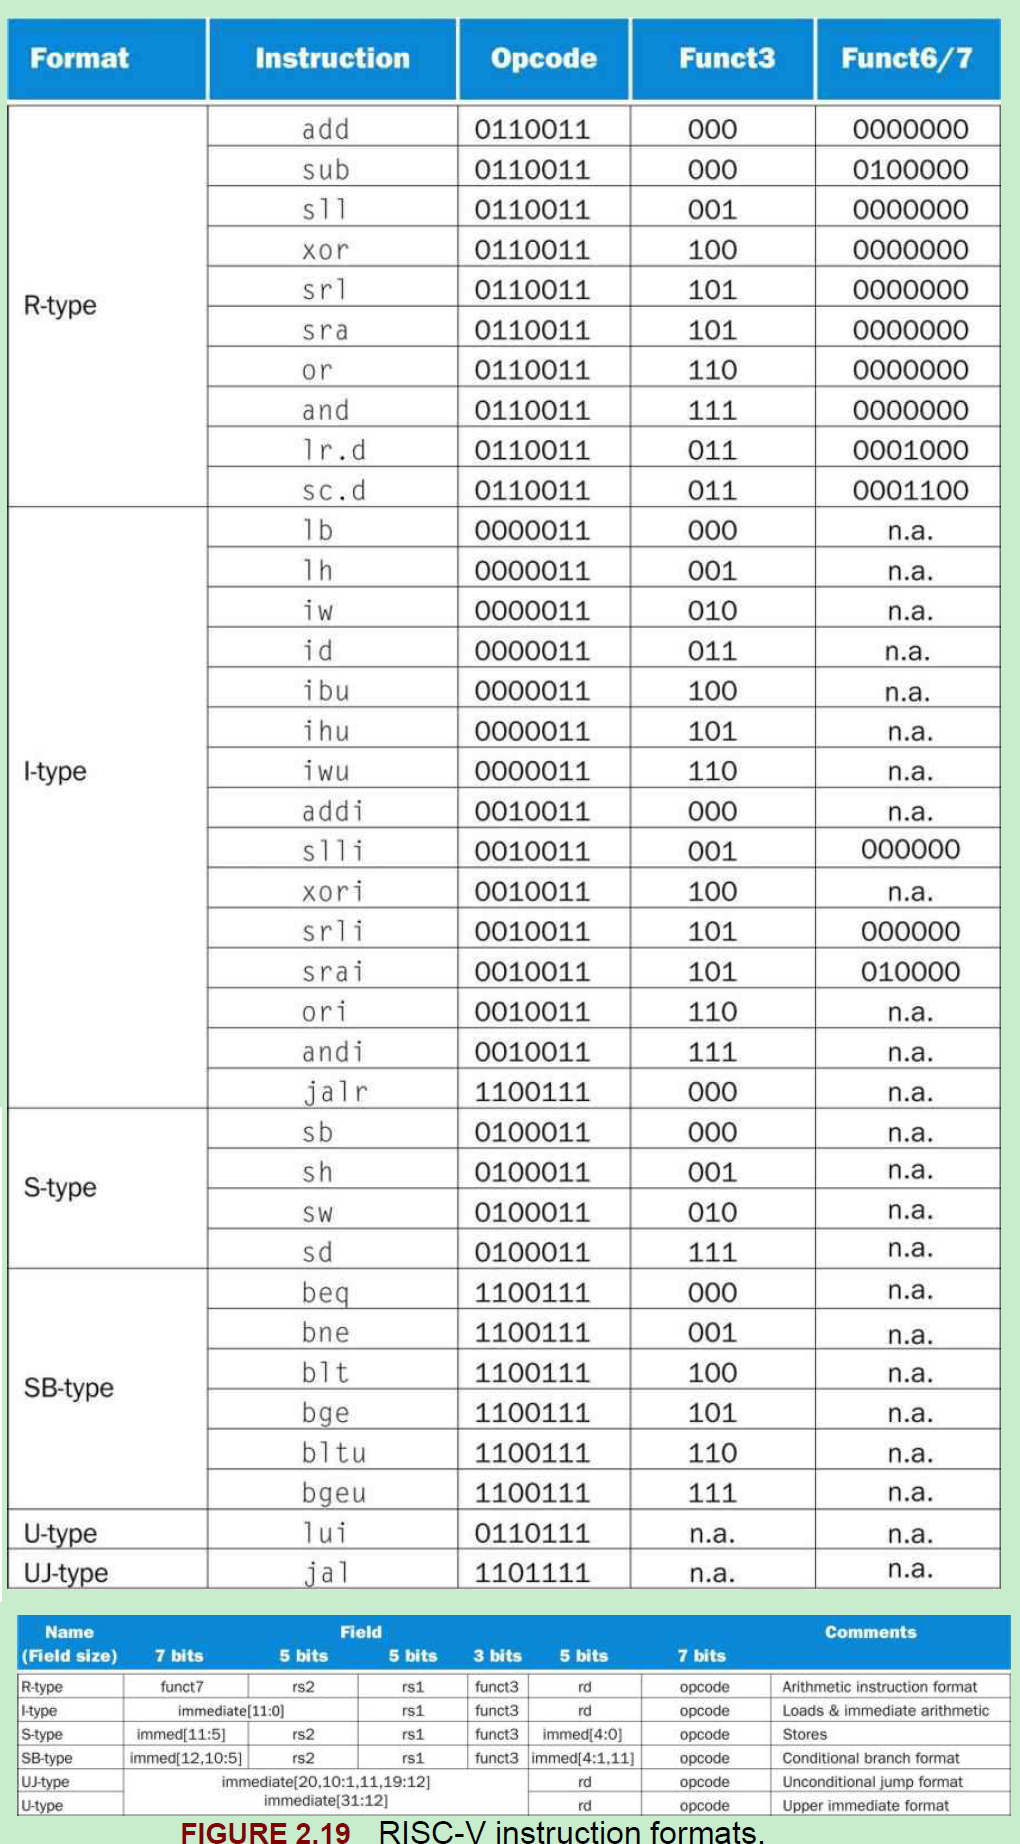 Format Instruction Opcode Funct3 Funct6/7
R-type
add 0110011 000 0000000
sub 0110011 000 0100000
sll 0110011 001 0000000
xor 0110011 100 0000000
srl 0110011 101 0000000
sra 0110011 101 0000000
or 0110011 110 0000000
and 0110011 111 0000000
lr.d 0110011 011 0001000
sc.d 0110011 011 0001100
I-type
lb 0000011 000 n.a.
lh 0000011 001 n.a.
iw 0000011 010 n.a.
id 0000011 011 n.a.
ibu 0000011 100 n.a.
ihu 0000011 101 n.a.
iwu 0000011 110 n.a.
addi 0010011 000 n.a.
slli 0010011 001 000000
xori 0010011 100 n.a.
srli 0010011 101 000000
srai 0010011 101 010000
ori 0010011 110 n.a.
andi 0010011 111 n.a.
jalr 1100111 000 n.a.
S-type
sb 0100011 000 n.a.
sh 0100011 001 n.a.
sw 0100011 010 n.a.
sd 0100011 111 n.a.
SB-type
beq 1100111 000 n.a.
bne 1100111 001 n.a.
blt 1100111 100 n.a.
bge 1100111 101 n.a.
bltu 1100111 110 n.a.
bgeu 1100111 111 n.a.
U-type lui 0110111 n.a. n.a.
UJ-type jal 1101111 n.a. n.a.
Name Field Comments
(Field size) 7 bits 5 bits 5 bits 3 bits 5 bits 7 bits
R-type funct7 rs2 rs1 funct3 rd opcode Arithmetic instruction format
I-type immediate[11:0] rs1 funct3 rd opcode Loads & immediate arithmetic
S-type immed[11:5] rs2 rs1 funct3 immed[4:0] opcode Stores
SB-type immed[12,10:5] rs2 rs1 funct3 immed[4:1,11] opcode Conditional branch format
UJ-type immediate[20,10:1,11,19:12] rd opcode Unconditional jump format
U-type immediate[31:12] rd opcode Upper immediate format
FIGURE 2.19 RISC-V instruction formats.